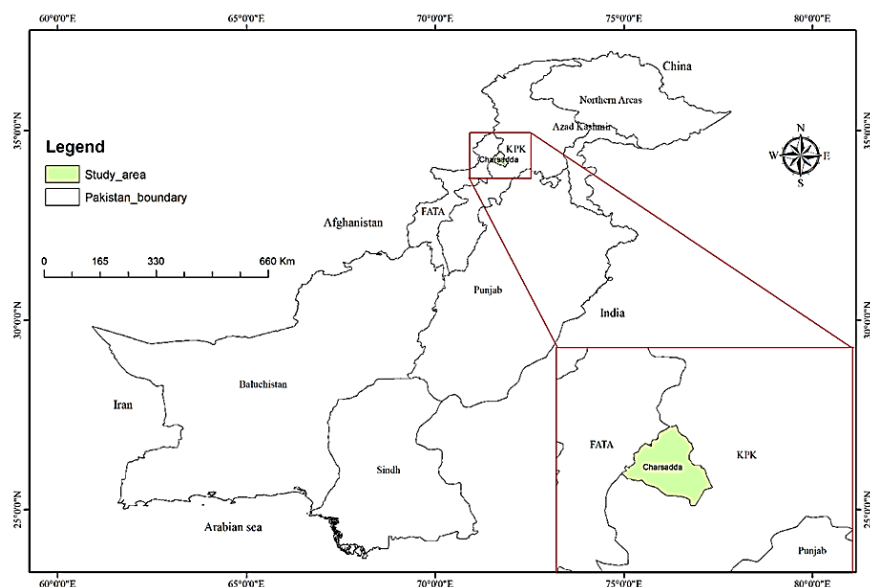 60°0'0"E 65°0'0"E 70°0'0"E 75°0'0"E 80°0'0"E
China
Northern Areas
35°0'0"N 35°0'0"N
Azad Kashmir
N
W E
S
Legend
KPK
Charsadda
Study_area
Pakistan_boundary
FATA
Afghanistan
0 165 330 660 Km
Punjab
30°0'0"N 30°0'0"N
India
Baluchistan
Iran
FATA
KPK
Charsadda
Sindh
25°0'0"N 25°0'0"N
Arabian sea
Punjab
60°0'0"E 65°0'0"E 70°0'0"E 75°0'0"E 80°0'0"E